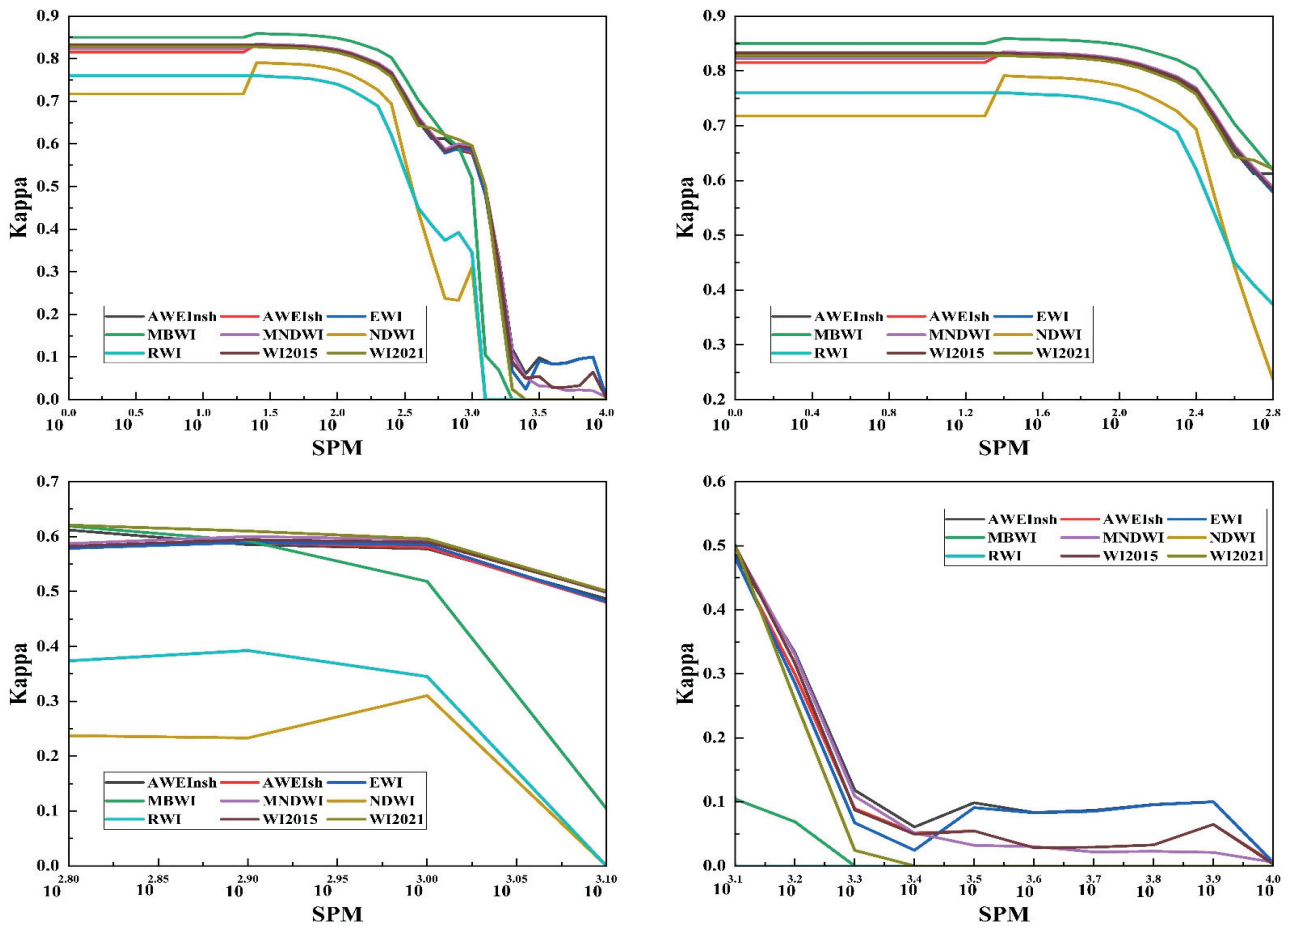 0.9
0.8
0.7
0.6
0.5
0.4
0.3
0.2
0.1
0.0
Kappa
AWEInsh AWEIsh EWI
MBWI MNDWI NDWI
RWI WI2015 WI2021
0.0 0.5 1.0 1.5 2.0 2.5 3.0 3.5 4.0
10 10 10 10 10 10 10 10 10
SPM
0.9
0.8
0.7
0.6
0.5
0.4
0.3
0.2
Kappa
AWEInsh AWEIsh EWI
MBWI MNDWI NDWI
RWI WI2015 WI2021
0.0 0.4 0.8 1.2 1.6 2.0 2.4 2.8
10 10 10 10 10 10 10 10
SPM
0.7
0.6
0.5
0.4
0.3
0.2
0.1
0.0
Kappa
AWEInsh AWEIsh EWI
MBWI MNDWI NDWI
RWI WI2015 WI2021
2.80 2.85 2.90 2.95 3.00 3.05 3.10
10 10 10 10 10 10 10
SPM
0.6
0.5
0.4
0.3
0.2
0.1
0.0
Kappa
AWEInsh AWEIsh EWI
MBWI MNDWI NDWI
RWI WI2015 WI2021
3.1 3.2 3.3 3.4 3.5 3.6 3.7 3.8 3.9 4.0
10 10 10 10 10 10 10 10 10 10
SPM